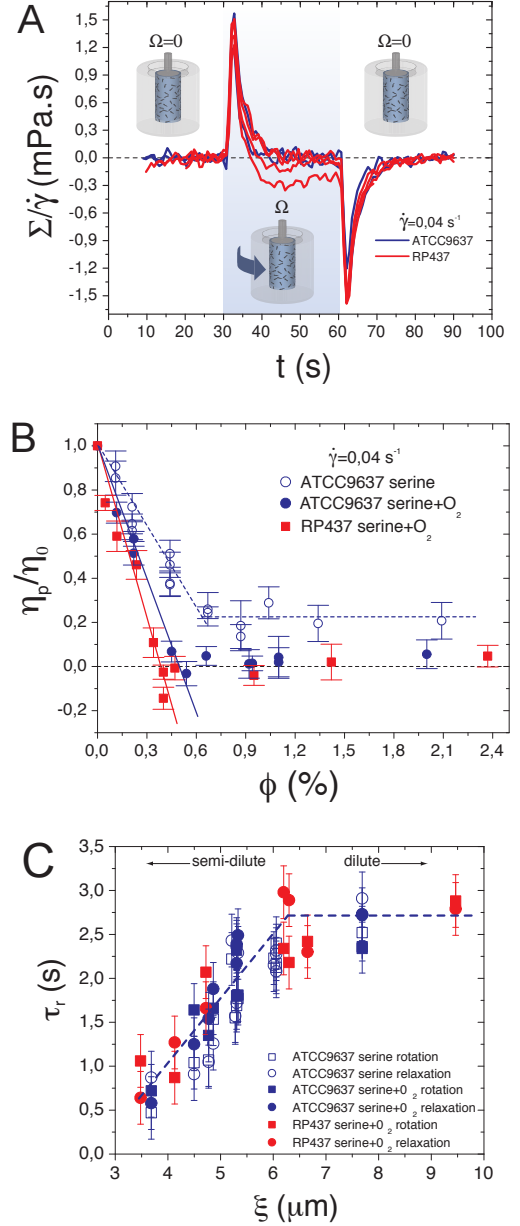 A
Ω=0
Ω=0
Ω
γ̇=0,04 s⁻¹
ATCC9637
RP437
Σ/γ̇ (mPa.s)
1,5
1,2
0,9
0,6
0,3
0,0
-0,3
-0,6
-0,9
-1,2
-1,5
0 10 20 30 40 50 60 70 80 90 100
t (s)
B
γ̇=0,04 s⁻¹
ATCC9637 serine
ATCC9637 serine+O₂
RP437 serine+O₂
ηp/η₀
1,0
0,8
0,6
0,4
0,2
0,0
-0,2
0,0 0,3 0,6 0,9 1,2 1,5 1,8 2,1 2,4
ϕ (%)
C
semi-dilute
dilute
τr (s)
3,5
3,0
2,5
2,0
1,5
1,0
0,5
0,0
ATCC9637 serine rotation
ATCC9637 serine relaxation
ATCC9637 serine+0₂ rotation
ATCC9637 serine+0₂ relaxation
RP437 serine+0₂ rotation
RP437 serine+0₂ relaxation
3 4 5 6 7 8 9 10
ξ (μm)